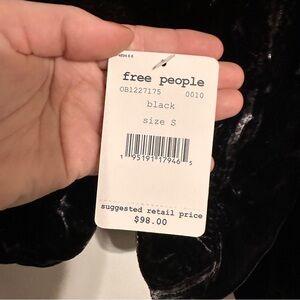 free people
OB1227175 0010
black
size S
1 95191 17946 5
suggested retail price
$98.00